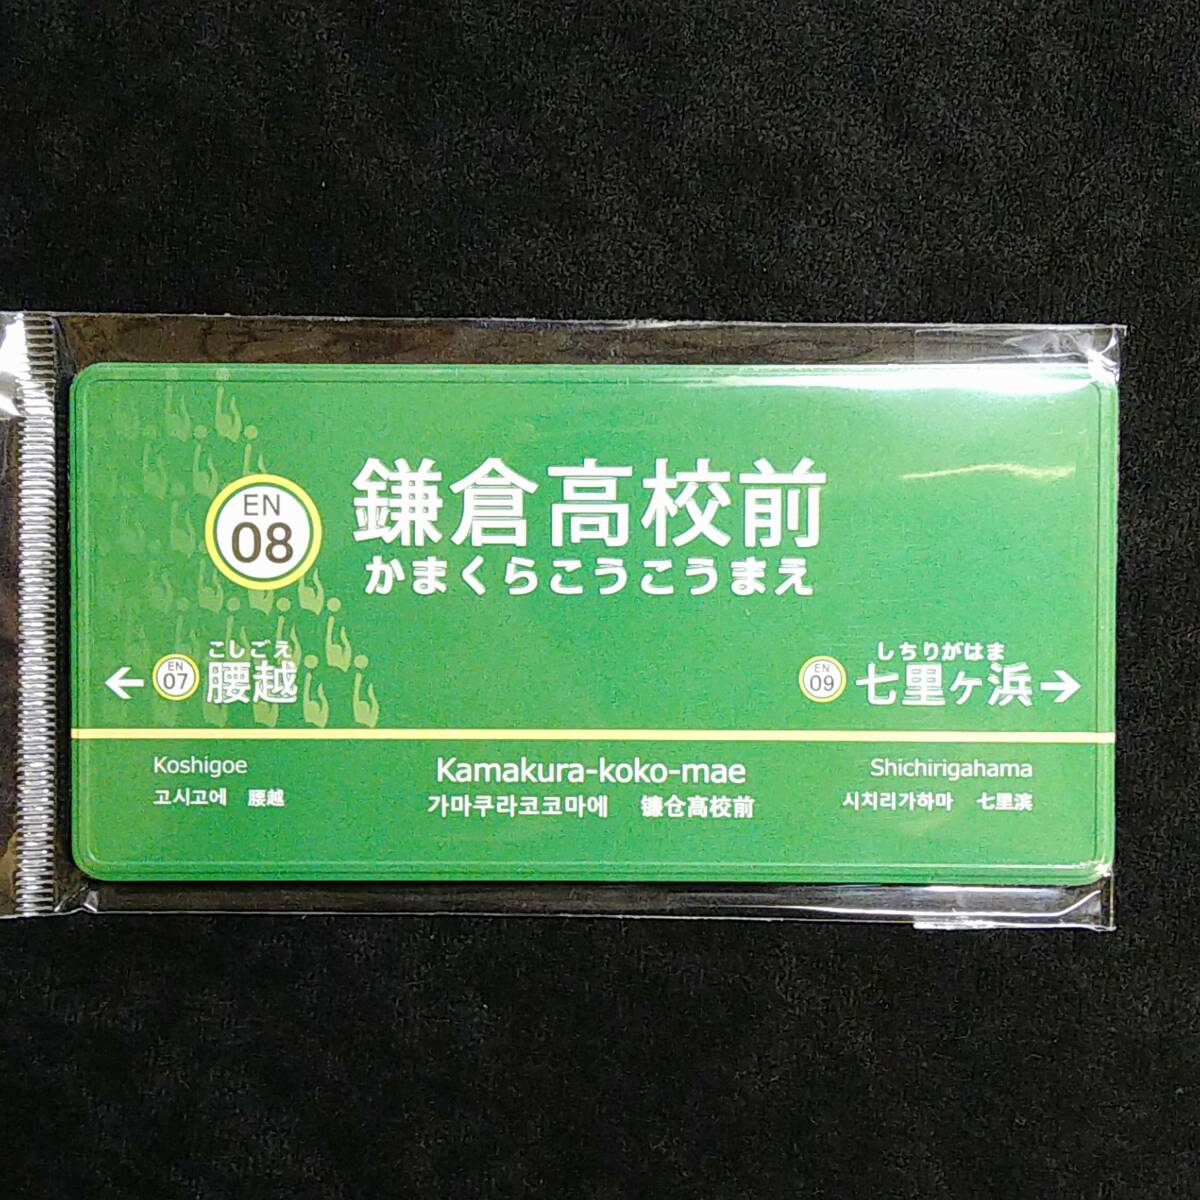 EN
08
鎌倉高校前
かまくらこうこうまえ
こしごえ
← EN 07 腰越
しちりがはま
EN 09 七里ヶ浜 →
Koshigoe
고시고에 腰越
Kamakura-koko-mae
가마쿠라코코마에 镰仓高校前
Shichirigahama
시치리가하마 七里滨